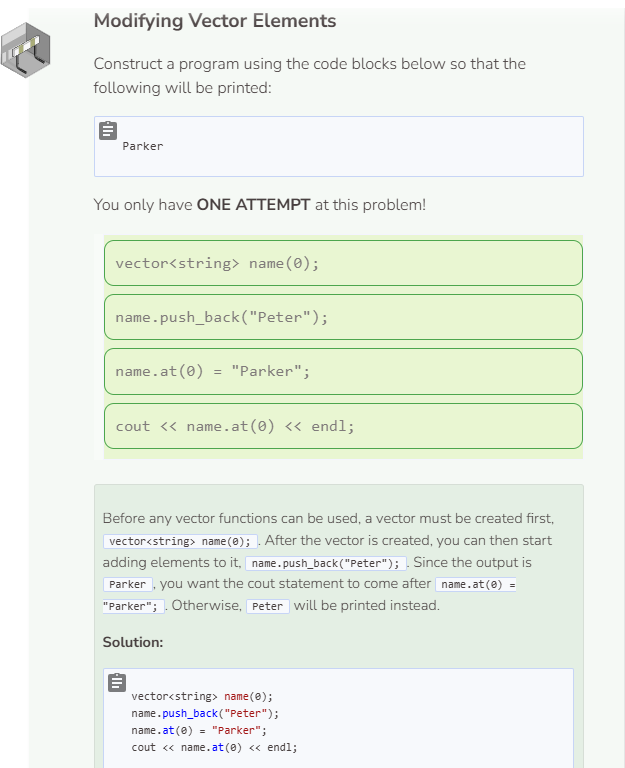 Modifying Vector Elements
Construct a program using the code blocks below so that the
following will be printed:
Parker
You only have ONE ATTEMPT at this problem!
vector<string> name(0);
name.push_back("Peter");
name.at(0) = "Parker";
cout << name.at(0) << endl;
Before any vector functions can be used, a vector must be created first,
vector<string> name(0); . After the vector is created, you can then start
adding elements to it, name.push_back("Peter"); . Since the output is
Parker , you want the cout statement to come after name.at(0) =
"Parker"; . Otherwise, Peter will be printed instead.
Solution:
vector<string> name(0);
name.push_back("Peter");
name.at(0) = "Parker";
cout << name.at(0) << endl;